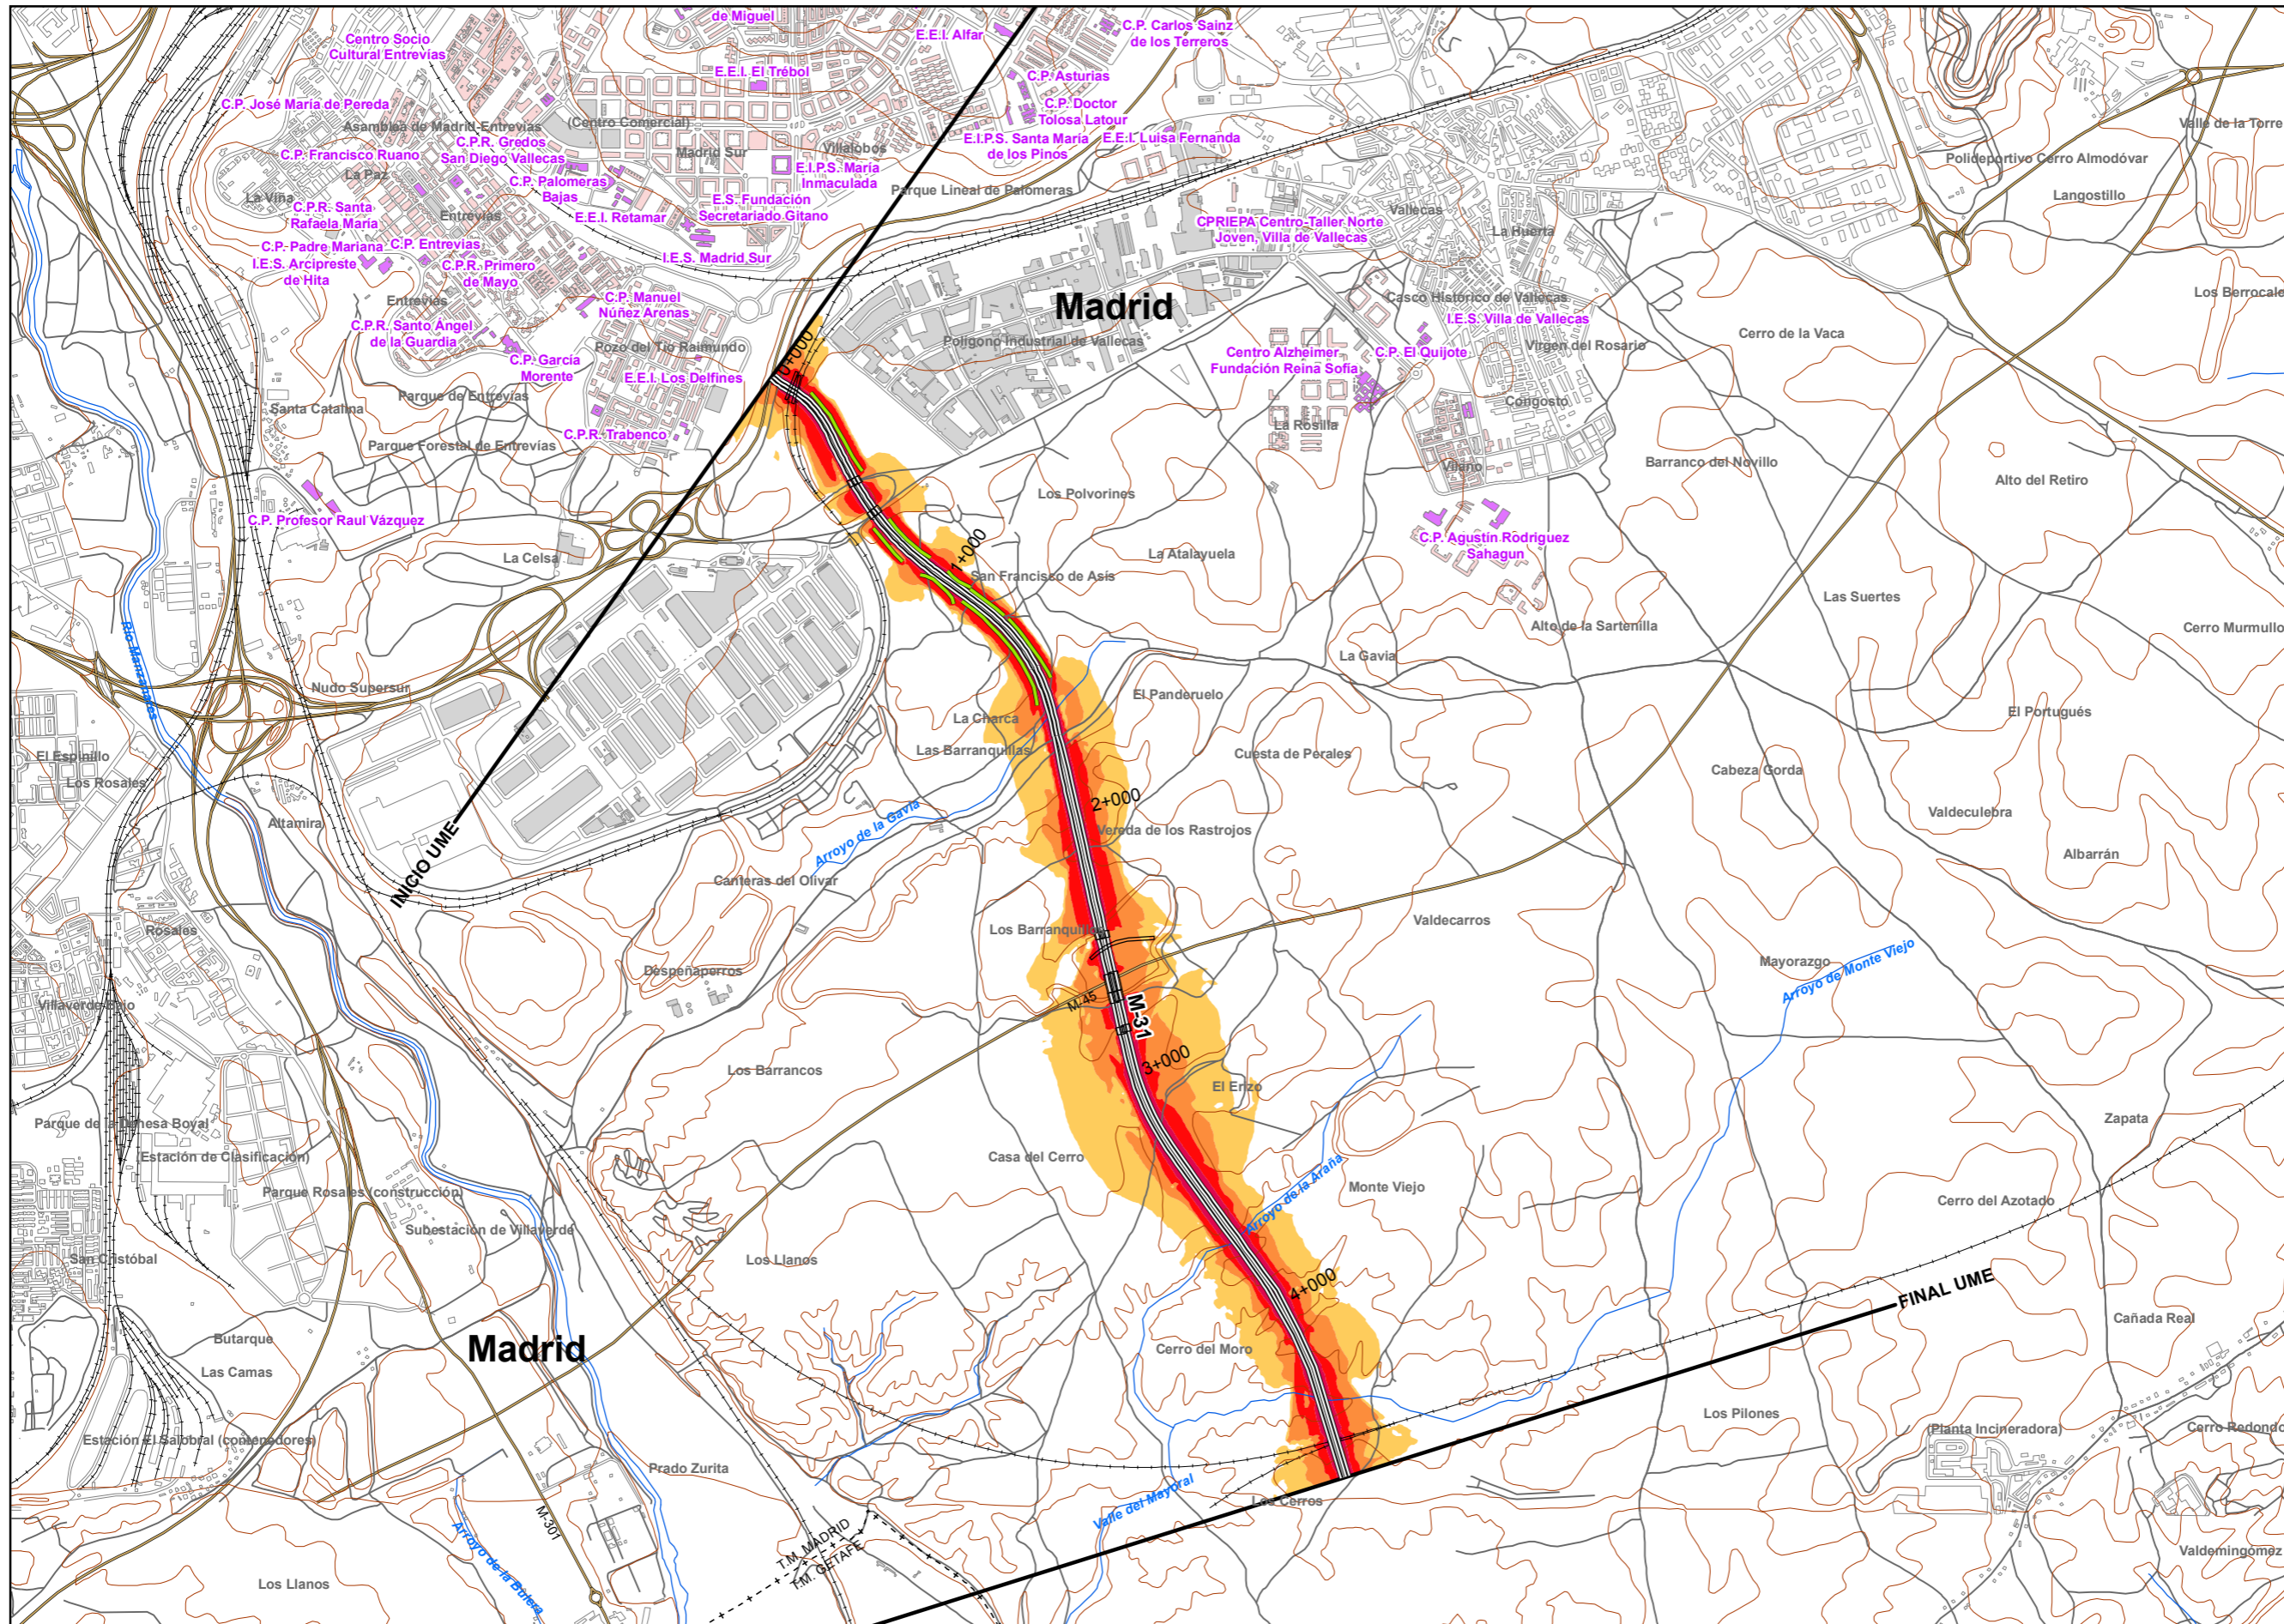 de Miguel
Centro Socio
Cultural Entrevías
E.E.I. Alfar
C.P. Carlos Sainz
de los Terreros
E.E.I. El Trébol
C.P. Asturias
C.P. José María de Pereda
C.P. Doctor
Tolosa Latour
Asamblea de Madrid-Entrevías
(Centro Comercial)
Valle de la Torre
E.I.P.S. Santa María
de los Pinos
E.E.I. Luisa Fernanda
C.P.R. Gredos
San Diego Vallecas
C.P. Francisco Ruano
Madrid Sur
Villalobos
Polideportivo Cerro Almodóvar
La Paz
C.P. Palomeras
Bajas
E.I.P.S. María
Inmaculada
Parque Lineal de Palomeras
Langostillo
La Viña
C.P.R. Santa
Rafaela María
Entrevías
E.E.I. Retamar
E.S. Fundación
Secretariado Gitano
Vallecas
CPRIEPA Centro-Taller Norte
Joven, Villa de Vallecas
La Huerta
C.P. Padre Mariana
C.P. Entrevías
I.E.S. Madrid Sur
I.E.S. Arcipreste
de Hita
C.P.R. Primero
de Mayo
Los Berrocale
Entrevías
C.P. Manuel
Núñez Arenas
Madrid
Casco Histórico de Vallecas
I.E.S. Villa de Vallecas
C.P.R. Santo Ángel
de la Guardia
Pozo del Tío Raimundo
0+000
Polígono Industrial de Vallecas
Cerro de la Vaca
Virgen del Rosario
C.P. García
Morente
Centro Alzheimer
Fundación Reina Sofía
C.P. El Quijote
E.E.I. Los Delfines
Parque de Entrevías
Santa Catalina
Congosto
La Rosilla
C.P.R. Trabenco
Parque Forestal de Entrevías
Vilano
Barranco del Novillo
Alto del Retiro
Los Polvorines
C.P. Profesor Raul Vázquez
C.P. Agustín Rodriguez
Sahagun
La Celsa
1+000
La Atalayuela
San Francisco de Asís
Las Suertes
Alto de la Sartenilla
Cerro Murmullo
Río Manzanares
La Gavia
Nudo Supersur
El Panderuelo
La Charca
El Portugués
Las Barranquillas
Cuesta de Perales
El Espinillo
Los Rosales
Cabeza Gorda
2+000
Altamira
Arroyo de la Gavia
Vereda de los Rastrojos
Valdeculebra
Albarrán
INICIO UME
Canteras del Olivar
Valdecarros
Rosales
Los Barranquillos
Despeñaperros
Mayorazgo
Arroyo de Monte Viejo
Villaverde Bajo
M-45
M-31
3+000
Los Barrancos
El Erizo
Parque de la Dehesa Boyal
Zapata
(Estación de Clasificación)
Casa del Cerro
Parque Rosales (construcción)
Arroyo de la Araña
Monte Viejo
Cerro del Azotado
Subestación de Villaverde
San Cristóbal
Los Llanos
4+000
FINAL UME
Butarque
Madrid
Cerro del Moro
Cañada Real
Las Camas
Los Pilones
(Planta Incineradora)
Cerro Redondo
Estación El Salobral (contenedores)
Prado Zurita
Los Cerros
Valle del Mayoral
M-301
T.M. MADRID
T.M. GETAFE
Arroyo de la Bulera
Los Llanos
Valdemingómez